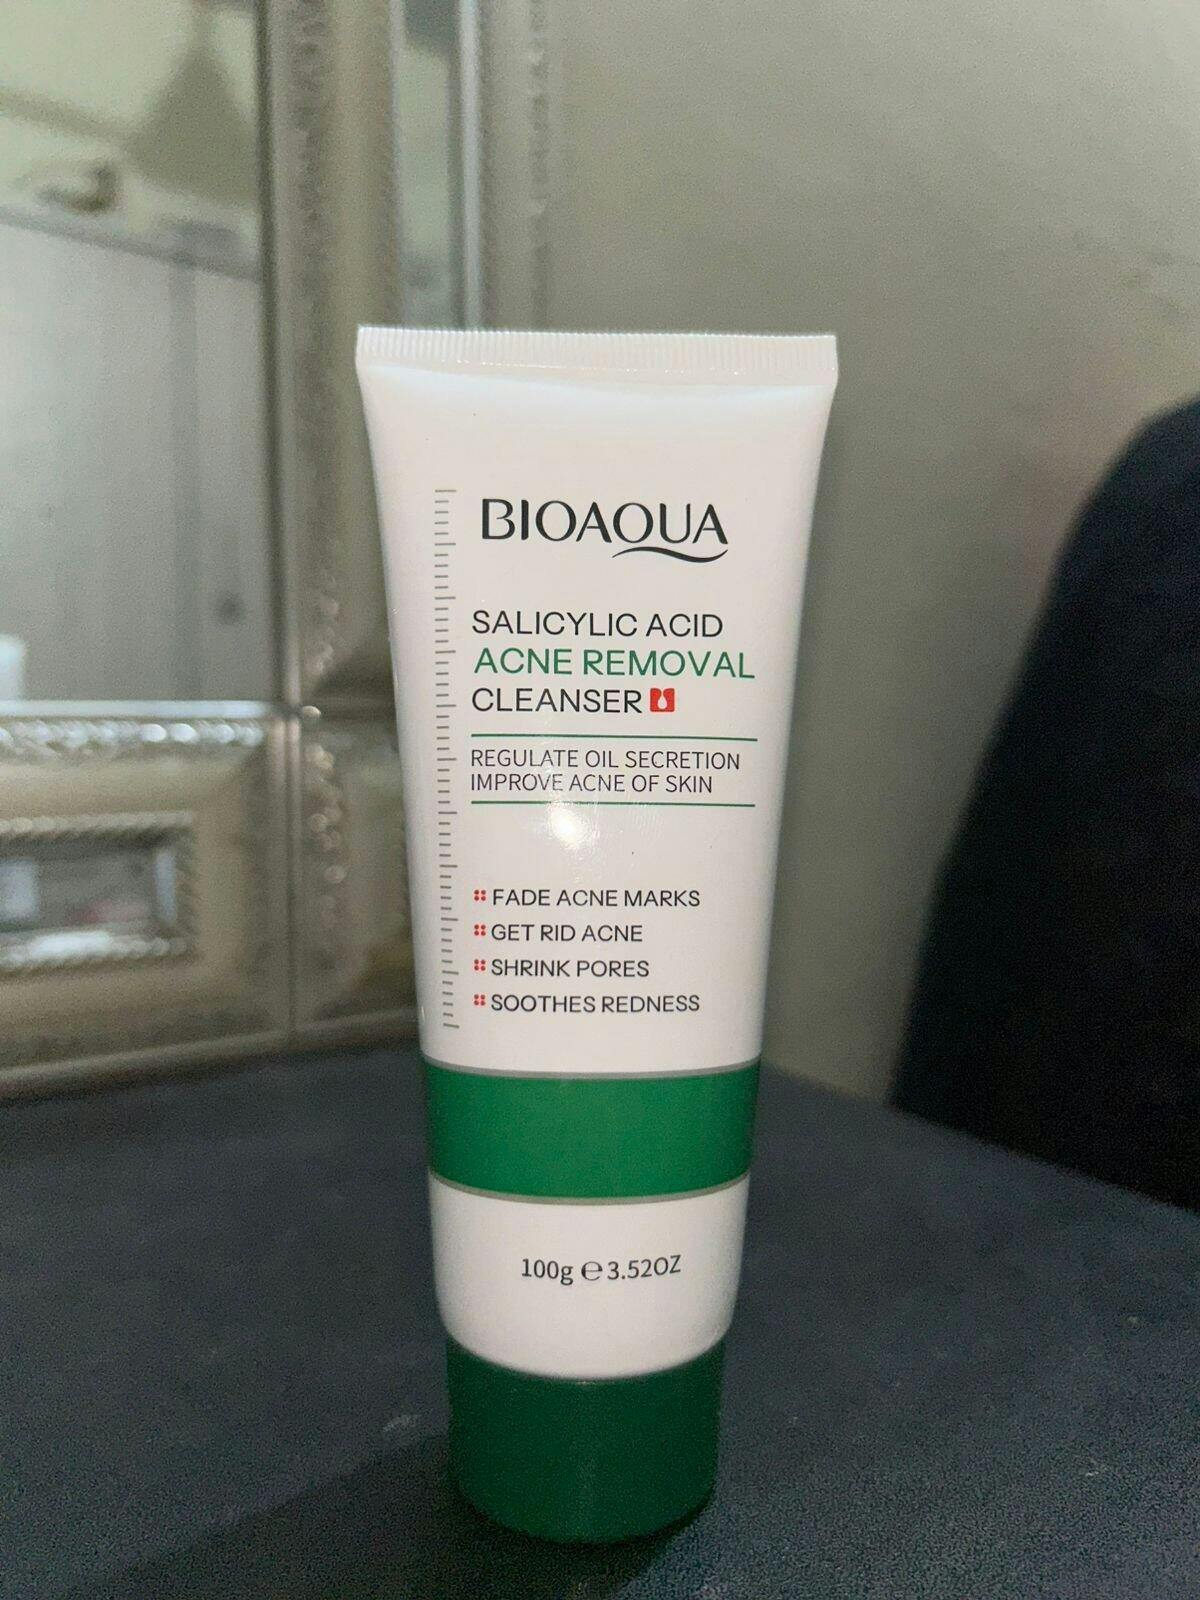 BIOAQUA
SALICYLIC ACID
ACNE REMOVAL
CLEANSER
REGULATE OIL SECRETION
IMPROVE ACNE OF SKIN
FADE ACNE MARKS
GET RID ACNE
SHRINK PORES
SOOTHES REDNESS
100g ℮ 3.52OZ